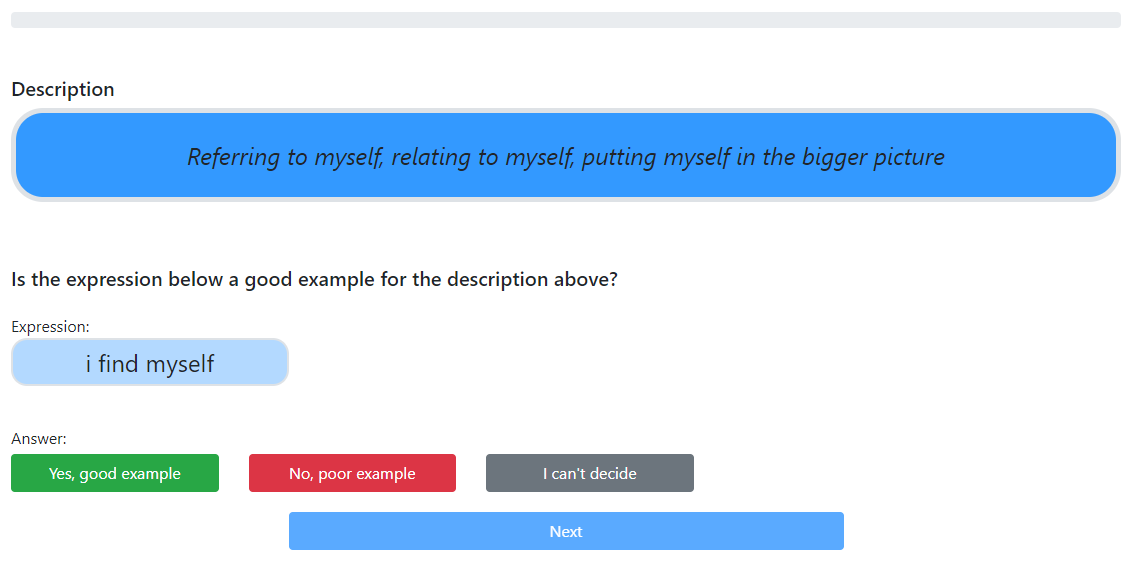 Description
Referring to myself, relating to myself, putting myself in the bigger picture
Is the expression below a good example for the description above?
Expression:
i find myself
Answer:
Yes, good example
No, poor example
I can't decide
Next